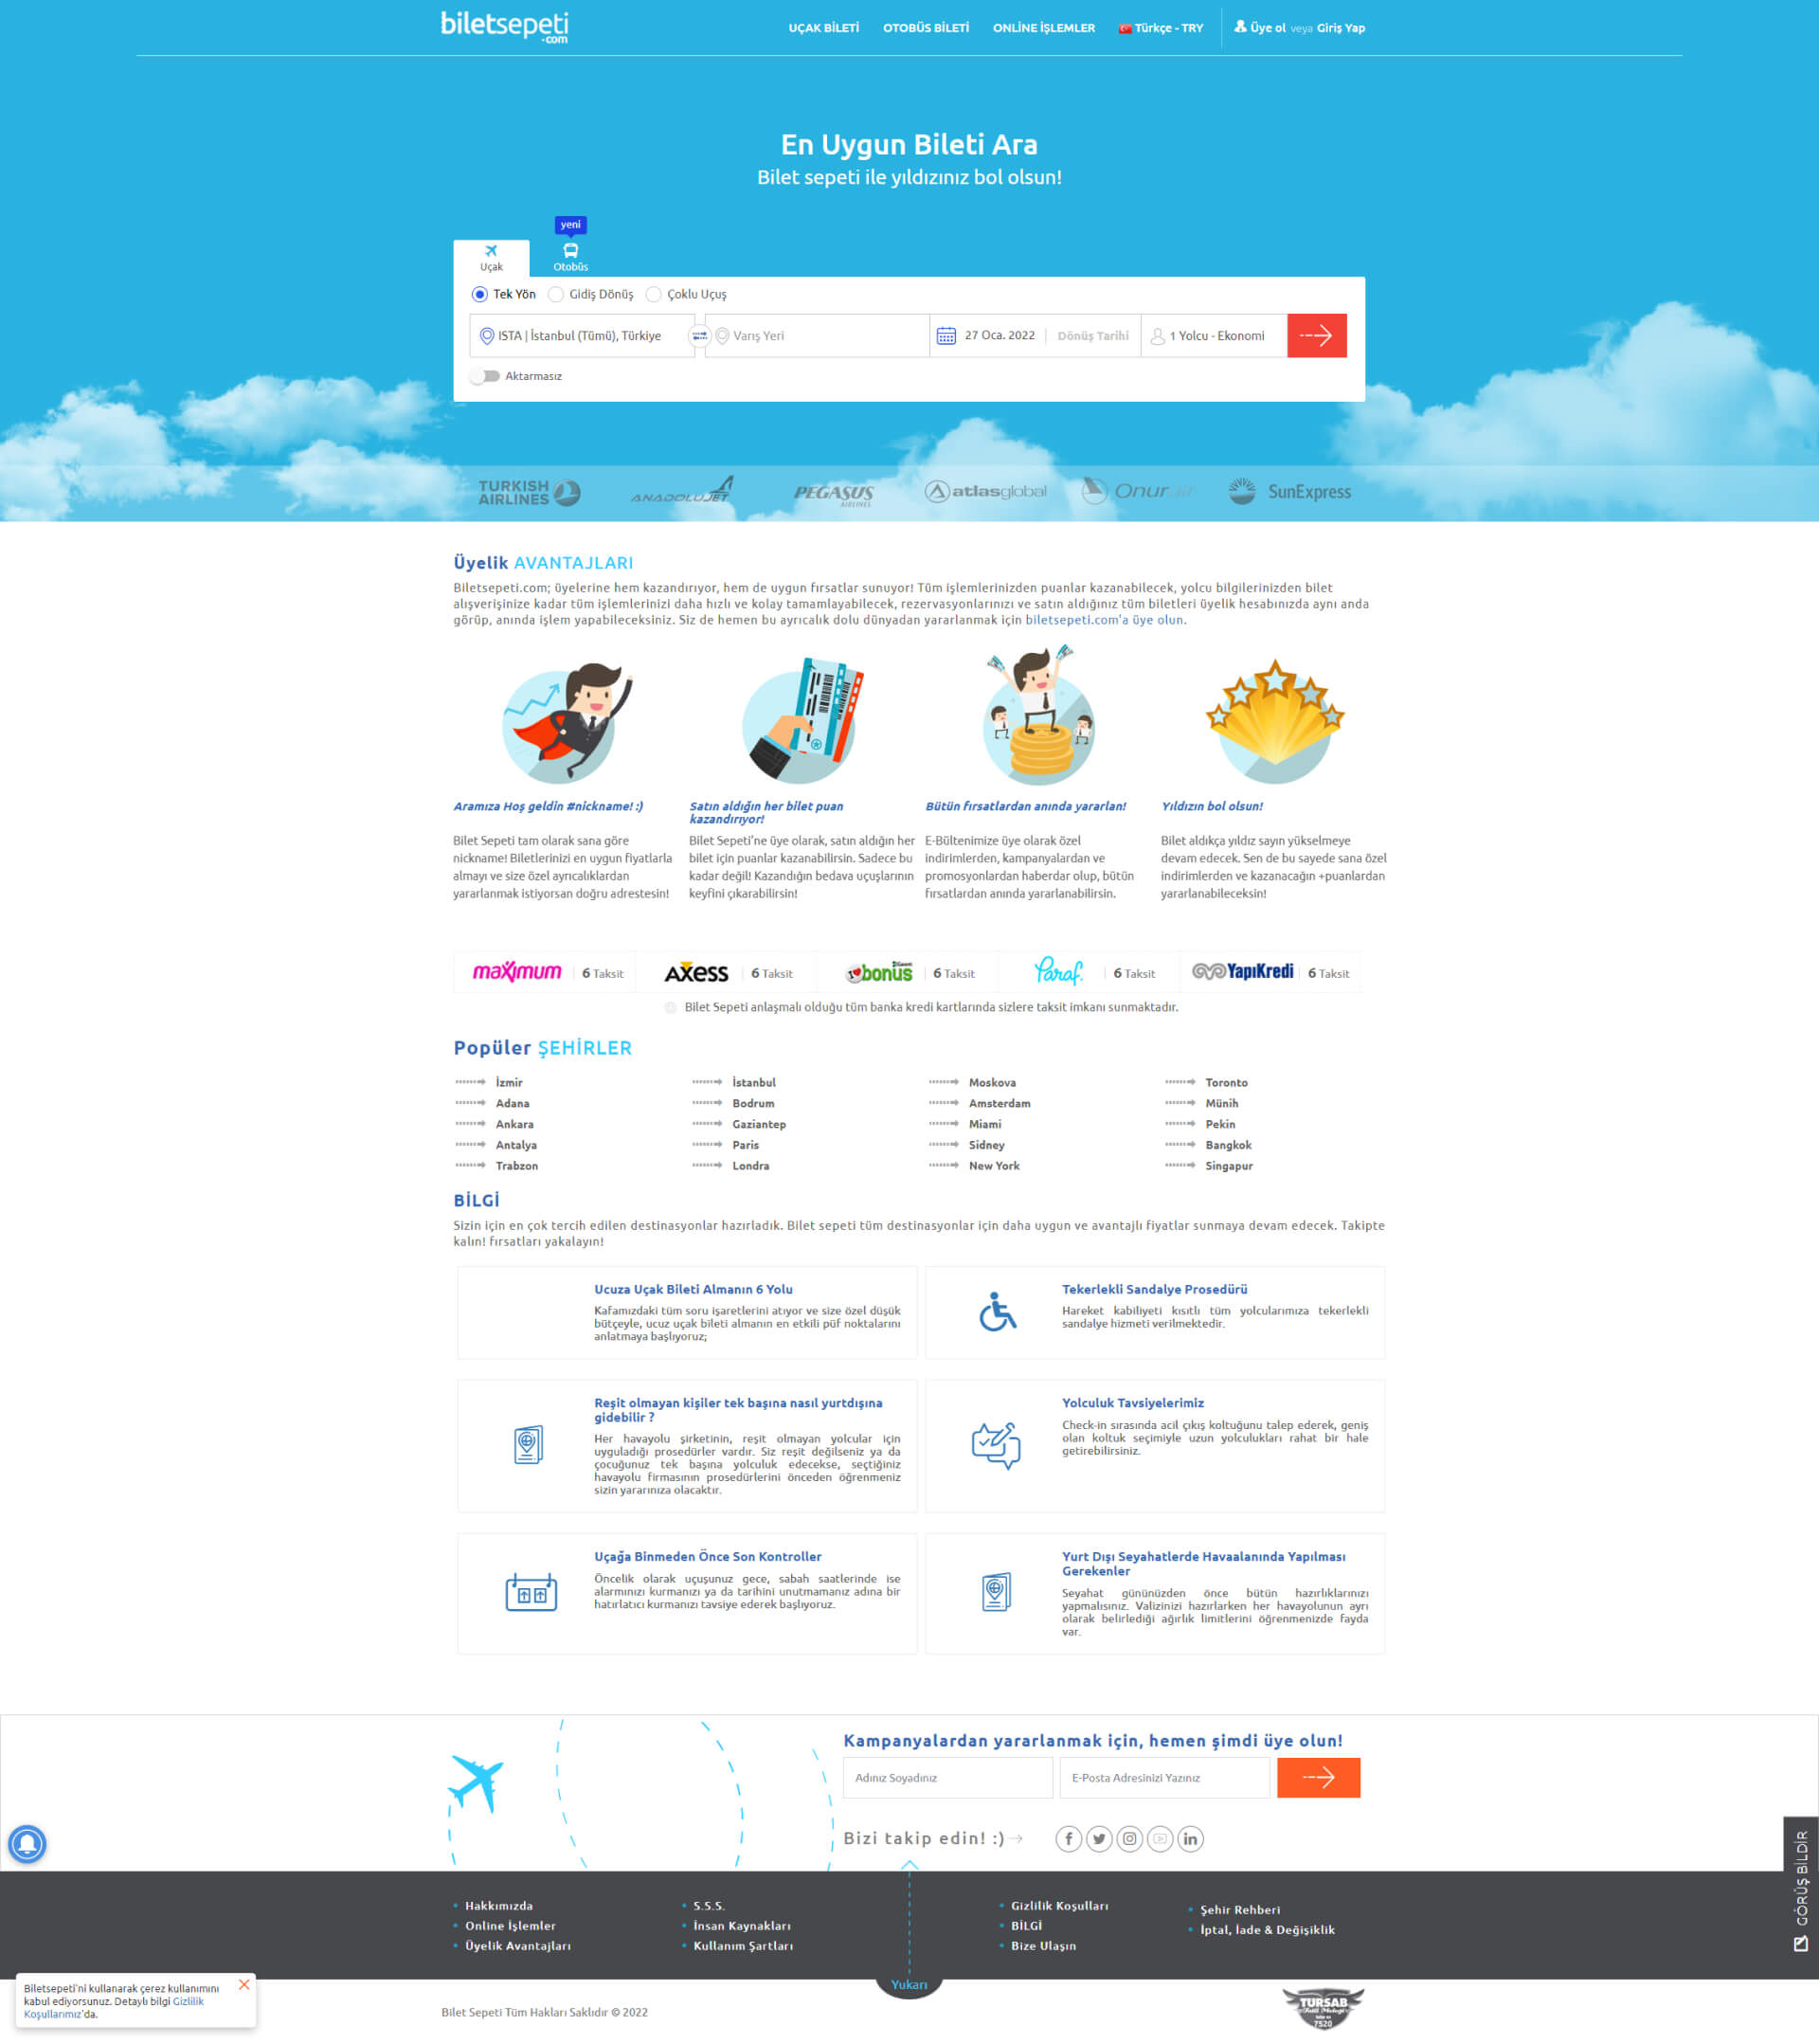 biletsepeti
.com
UÇAK BİLETİ OTOBÜS BİLETİ ONLİNE İŞLEMLER Türkçe - TRY Üye ol veya Giriş Yap
En Uygun Bileti Ara
Bilet sepeti ile yıldızınız bol olsun!
yeni
Uçak Otobüs
Tek Yön Gidiş Dönüş Çoklu Uçuş
ISTA | İstanbul (Tümü), Türkiye Varış Yeri 27 Oca. 2022 Dönüş Tarihi 1 Yolcu - Ekonomi
Aktarmasız
TURKISH AIRLINES ANADOLUJET PEGASUS AIRLINES atlasglobal Onurair SunExpress
Üyelik AVANTAJLARI
Biletsepeti.com; üyelerine hem kazandırıyor, hem de uygun fırsatlar sunuyor! Tüm işlemlerinizden puanlar kazanabilecek, yolcu bilgilerinizden bilet
alışverişinize kadar tüm işlemlerinizi daha hızlı ve kolay tamamlayabilecek, rezervasyonlarınızı ve satın aldığınız tüm biletleri üyelik hesabınızda aynı anda
görüp, anında işlem yapabileceksiniz. Siz de hemen bu ayrıcalık dolu dünyadan yararlanmak için biletsepeti.com'a üye olun.
Aramıza Hoş geldin #nickname! :)
Bilet Sepeti tam olarak sana göre
nickname! Biletlerinizi en uygun fiyatlarla
almayı ve size özel ayrıcalıklardan
yararlanmak istiyorsan doğru adrestesin!
Satın aldığın her bilet puan
kazandırıyor!
Bilet Sepeti'ne üye olarak, satın aldığın her
bilet için puanlar kazanabilirsin. Sadece bu
kadar değil! Kazandığın bedava uçuşlarının
keyfini çıkarabilirsin!
Bütün fırsatlardan anında yararlan!
E-Bültenimize üye olarak özel
indirimlerden, kampanyalardan ve
promosyonlardan haberdar olup, bütün
fırsatlardan anında yararlanabilirsin.
Yıldızın bol olsun!
Bilet aldıkça yıldız sayın yükselmeye
devam edecek. Sen de bu sayede sana özel
indirimlerden ve kazanacağın +puanlardan
yararlanabileceksin!
maximum 6 Taksit AXess 6 Taksit bonus 6 Taksit Paraf 6 Taksit YapıKredi 6 Taksit
Bilet Sepeti anlaşmalı olduğu tüm banka kredi kartlarında sizlere taksit imkanı sunmaktadır.
Popüler ŞEHİRLER
İzmir İstanbul Moskova Toronto
Adana Bodrum Amsterdam Münih
Ankara Gaziantep Miami Pekin
Antalya Paris Sidney Bangkok
Trabzon Londra New York Singapur
BİLGİ
Sizin için en çok tercih edilen destinasyonlar hazırladık. Bilet sepeti tüm destinasyonlar için daha uygun ve avantajlı fiyatlar sunmaya devam edecek. Takipte
kalın! fırsatları yakalayın!
Ucuza Uçak Bileti Almanın 6 Yolu
Kafamızdaki tüm soru işaretlerini atıyor ve size özel düşük
bütçeyle, ucuz uçak bileti almanın en etkili püf noktalarını
anlatmaya başlıyoruz;
Tekerlekli Sandalye Prosedürü
Hareket kabiliyeti kısıtlı tüm yolcularımıza tekerlekli
sandalye hizmeti verilmektedir.
Reşit olmayan kişiler tek başına nasıl yurtdışına
gidebilir ?
Her havayolu şirketinin, reşit olmayan yolcular için
uyguladığı prosedürler vardır. Siz reşit değilseniz ya da
çocuğunuz tek başına yolculuk edecekse, seçtiğiniz
havayolu firmasının prosedürlerini önceden öğrenmeniz
sizin yararınıza olacaktır.
Yolculuk Tavsiyelerimiz
Check-in sırasında acil çıkış koltuğunu talep ederek, geniş
olan koltuk seçimiyle uzun yolculukları rahat bir hale
getirebilirsiniz.
Uçağa Binmeden Önce Son Kontroller
Öncelik olarak uçuşunuz gece, sabah saatlerinde ise
alarmınızı kurmanızı ya da tarihini unutmamanız adına bir
hatırlatıcı kurmanızı tavsiye ederek başlıyoruz.
Yurt Dışı Seyahatlerde Havaalanında Yapılması
Gerekenler
Seyahat gününüzden önce bütün hazırlıklarınızı
yapmalısınız. Valizinizi hazırlarken her havayolunun ayrı
olarak belirlediği ağırlık limitlerini öğrenmenizde fayda
var.
Kampanyalardan yararlanmak için, hemen şimdi üye olun!
Adınız Soyadınız E-Posta Adresinizi Yazınız
Bizi takip edin! :)
GÖRÜŞ BİLDİR
Hakkımızda S.S.S. Gizlilik Koşulları Şehir Rehberi
Online İşlemler İnsan Kaynakları BİLGİ İptal, İade & Değişiklik
Üyelik Avantajları Kullanım Şartları Bize Ulaşın
Yukarı
Biletsepeti'ni kullanarak çerez kullanımını
kabul ediyorsunuz. Detaylı bilgi Gizlilik
Koşullarımız'da.
Bilet Sepeti Tüm Hakları Saklıdır © 2022
TURSAB
7520